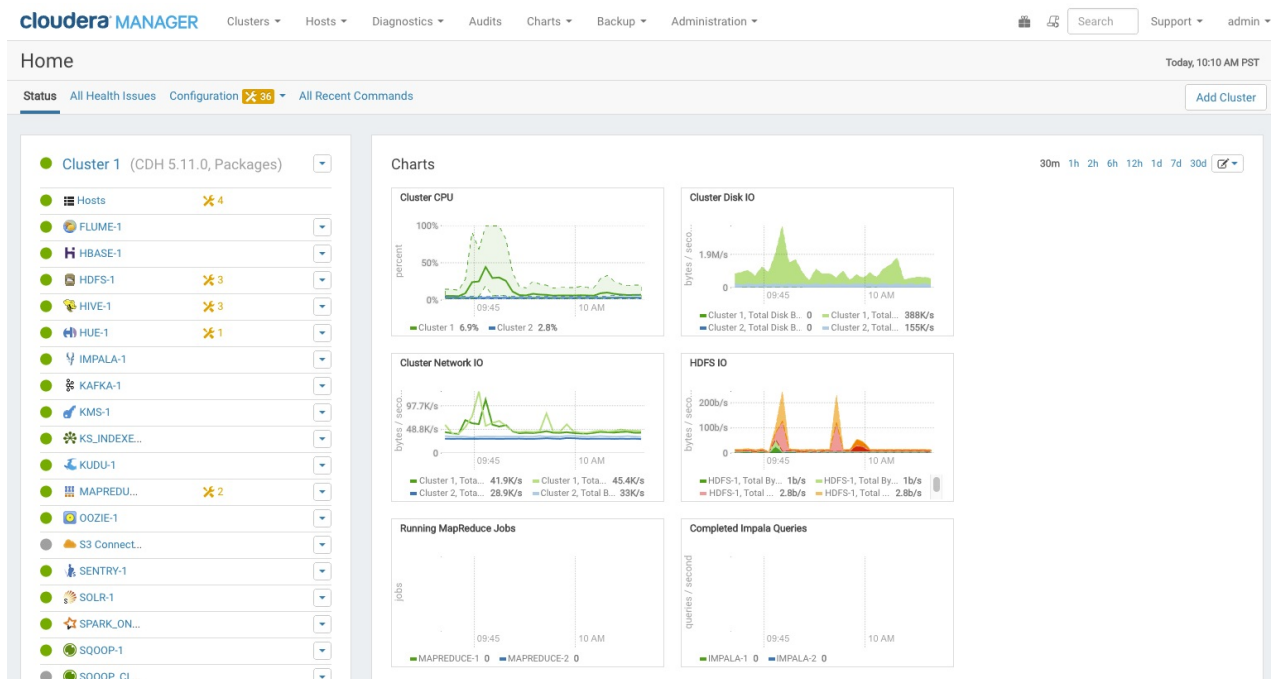 cloudera MANAGER Clusters Hosts Diagnostics Audits Charts Backup Administration Search Support admin
Home Today, 10:10 AM PST
Status All Health Issues Configuration 36 All Recent Commands Add Cluster
Cluster 1 (CDH 5.11.0, Packages)
Hosts 4
FLUME-1
HBASE-1
HDFS-1 3
HIVE-1 3
HUE-1 1
IMPALA-1
KAFKA-1
KMS-1
KS_INDEXE...
KUDU-1
MAPREDU... 2
OOZIE-1
S3 Connect...
SENTRY-1
SOLR-1
SPARK_ON...
SQOOP-1
SQOOP_CL
Charts 30m 1h 2h 6h 12h 1d 7d 30d
Cluster CPU
percent
100%
50%
0%
09:45 10 AM
Cluster 1 6.9% Cluster 2 2.8%
Cluster Disk IO
bytes / seco...
1.9M/s
0
09:45 10 AM
Cluster 1, Total Disk B.. 0 Cluster 1, Total... 388K/s
Cluster 2, Total Disk B.. 0 Cluster 2, Total... 155K/s
Cluster Network IO
bytes / seco...
97.7K/s
48.8K/s
0
09:45 10 AM
Cluster 1, Tota... 41.9K/s Cluster 1, Tota... 45.4K/s
Cluster 2, Tota... 28.9K/s Cluster 2, Total B... 33K/s
HDFS IO
bytes / seco...
200b/s
100b/s
0
09:45 10 AM
HDFS-1, Total By... 1b/s HDFS-1, Total By... 1b/s
HDFS-1, Total ... 2.8b/s HDFS-1, Total ... 2.8b/s
Running MapReduce Jobs
jobs
09:45 10 AM
MAPREDUCE-1 0 MAPREDUCE-2 0
Completed Impala Queries
queries / second
09:45 10 AM
IMPALA-1 0 IMPALA-2 0